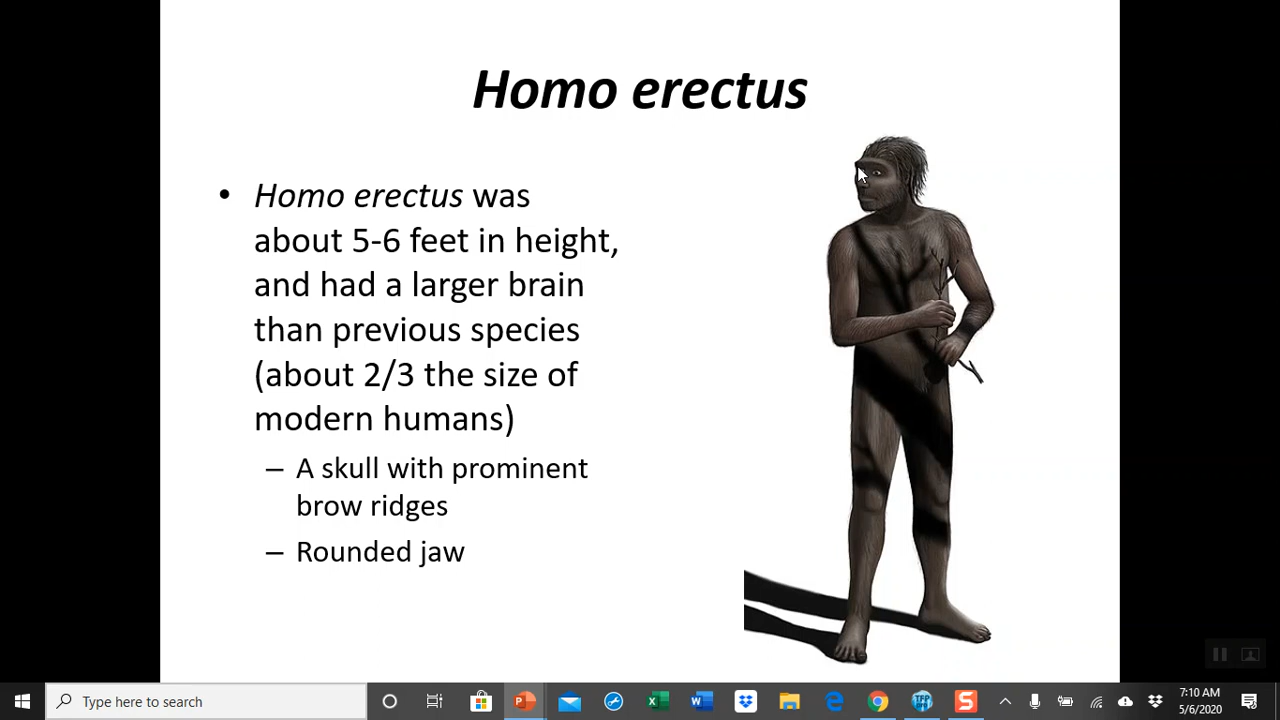 Homo erectus
• Homo erectus was
about 5-6 feet in height,
and had a larger brain
than previous species
(about 2/3 the size of
modern humans)
– A skull with prominent
brow ridges
– Rounded jaw
Type here to search
7:10 AM
5/6/2020